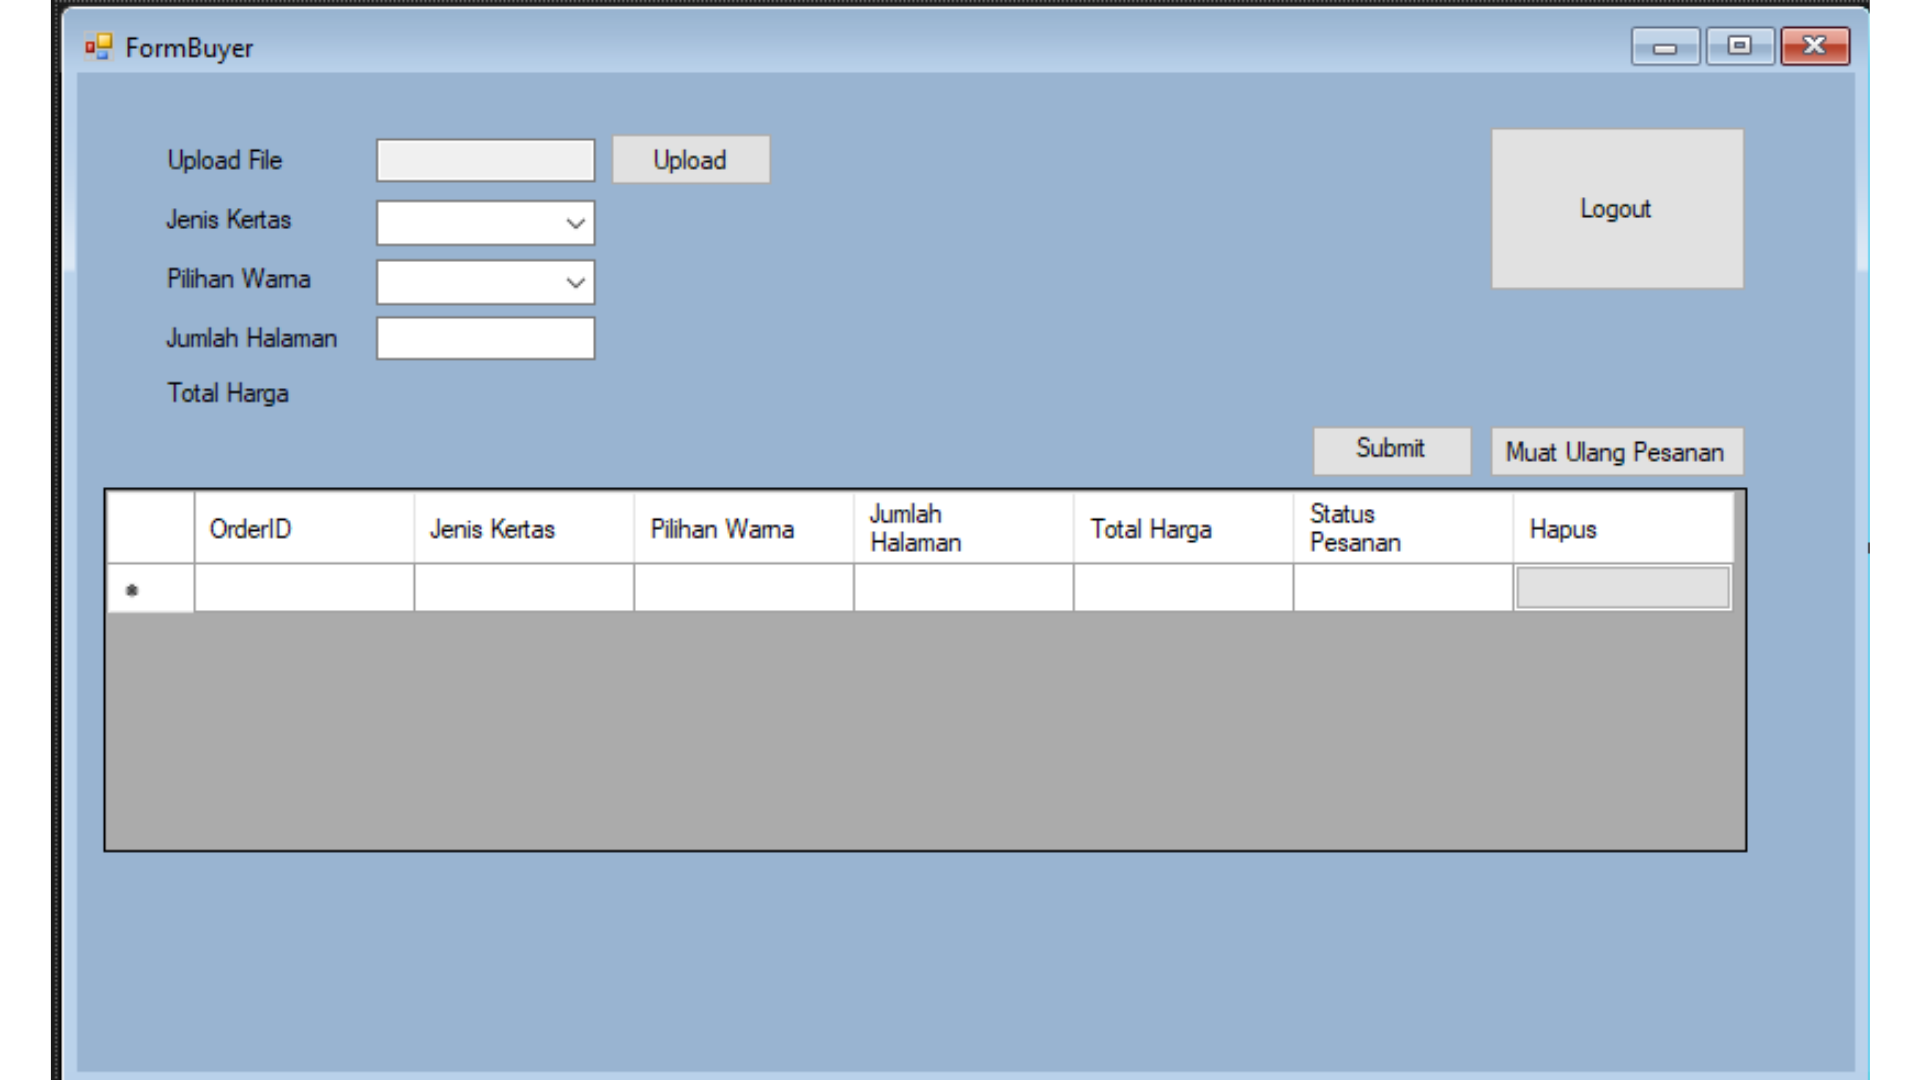 FormBuyer
Upload File
Upload
Logout
Jenis Kertas
Pilihan Warna
Jumlah Halaman
Total Harga
Submit
Muat Ulang Pesanan
OrderID
Jenis Kertas
Pilihan Warna
Jumlah
Halaman
Total Harga
Status
Pesanan
Hapus